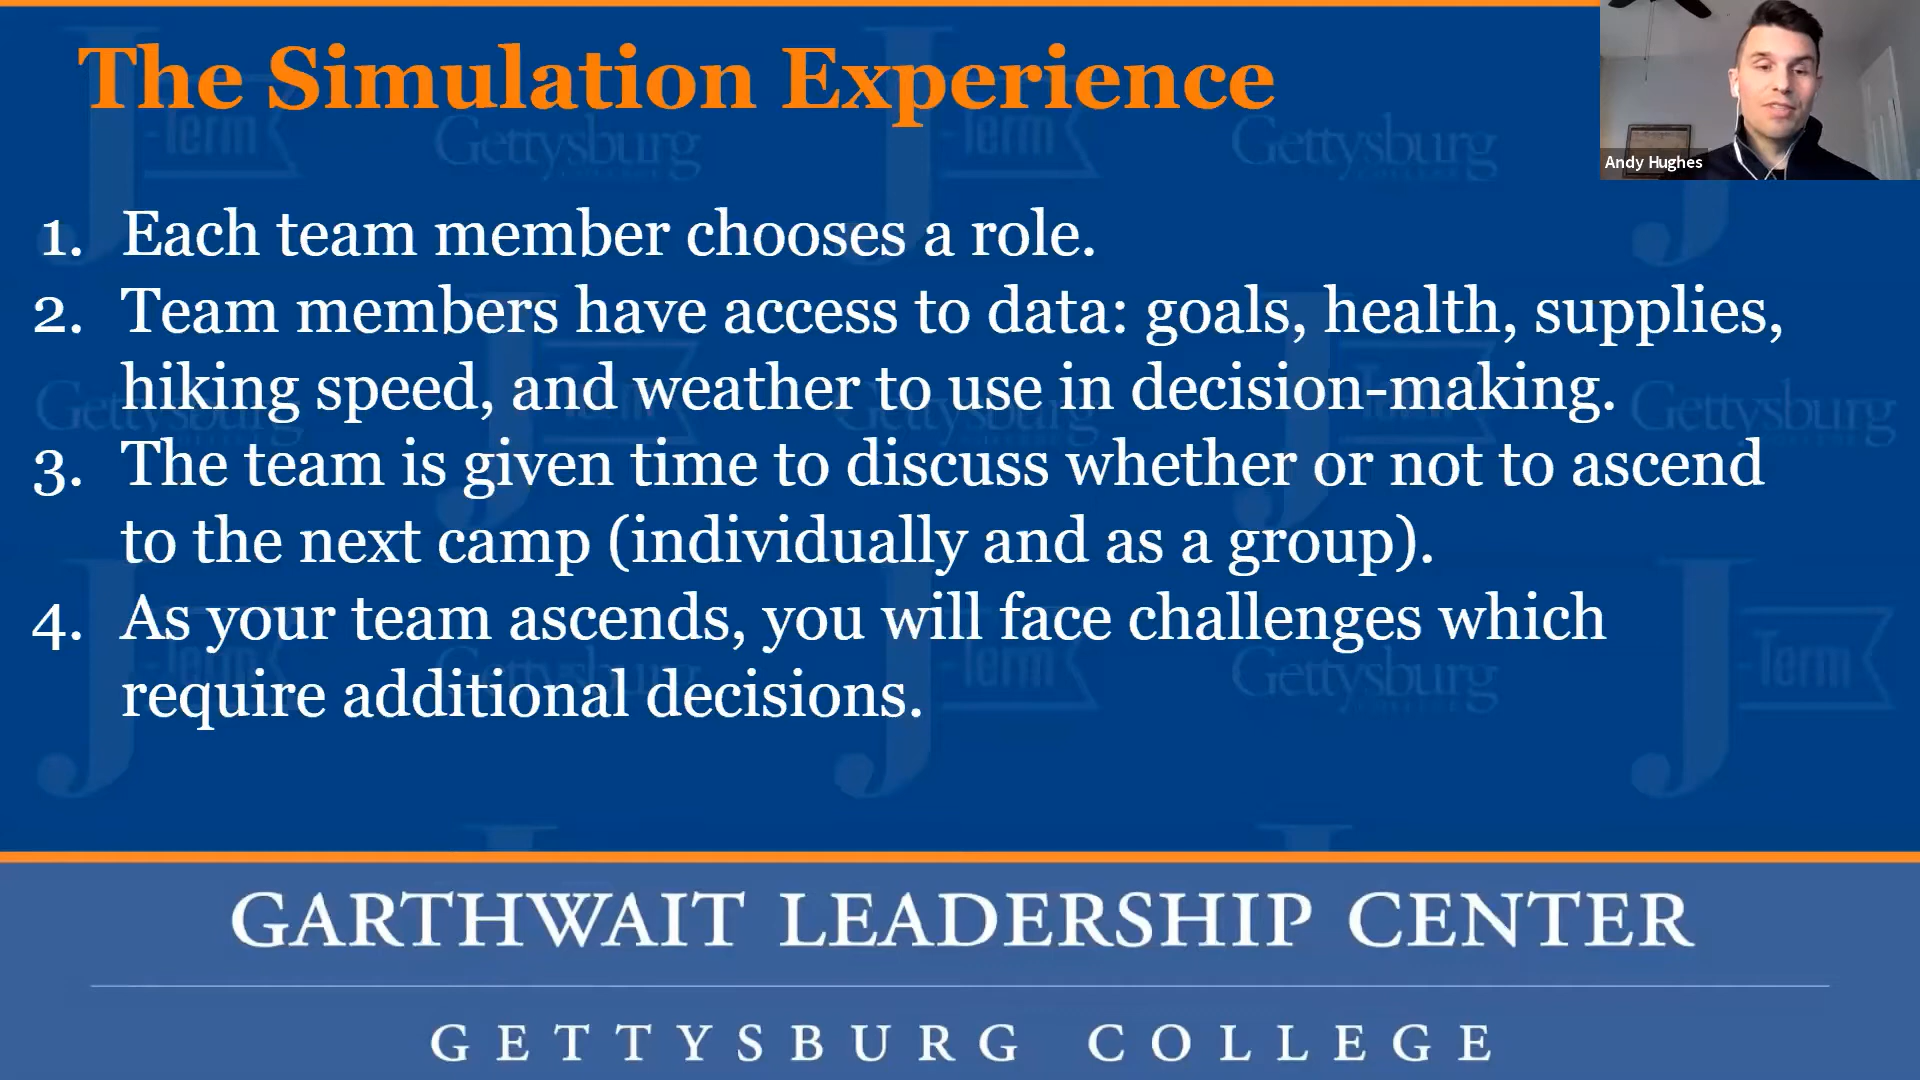 The Simulation Experience
Andy Hughes
1. Each team member chooses a role.
2. Team members have access to data: goals, health, supplies,
hiking speed, and weather to use in decision-making.
3. The team is given time to discuss whether or not to ascend
to the next camp (individually and as a group).
4. As your team ascends, you will face challenges which
require additional decisions.
GARTHWAIT LEADERSHIP CENTER
GETTYSBURG COLLEGE